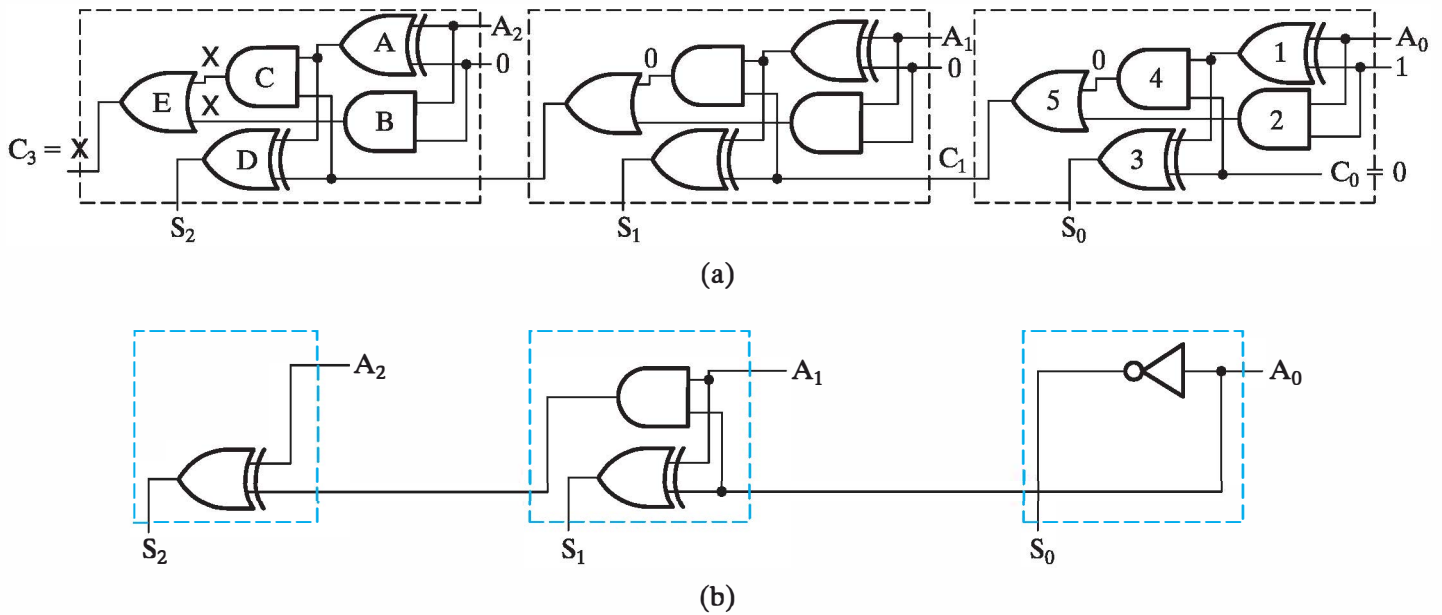 A₂ A₁ A₀
A 1
X 0 0
C 0 4 0 1
E X B 5 2
C₃ = X
D C₁ 3 C₀ = 0
S₂ S₁ S₀
(a)
A₂ A₁ A₀
S₂ S₁ S₀
(b)